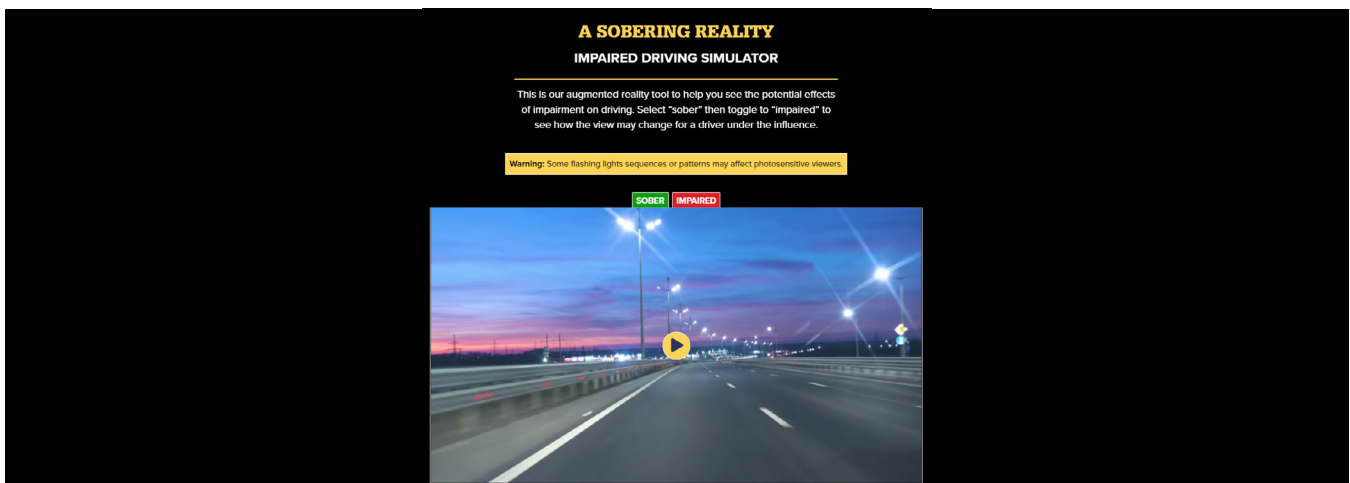 A SOBERING REALITY
IMPAIRED DRIVING SIMULATOR
This is our augmented reality tool to help you see the potential effects
of impairment on driving. Select “sober” then toggle to “impaired” to
see how the view may change for a driver under the influence.
Warning: Some flashing lights sequences or patterns may affect photosensitive viewers.
SOBER IMPAIRED